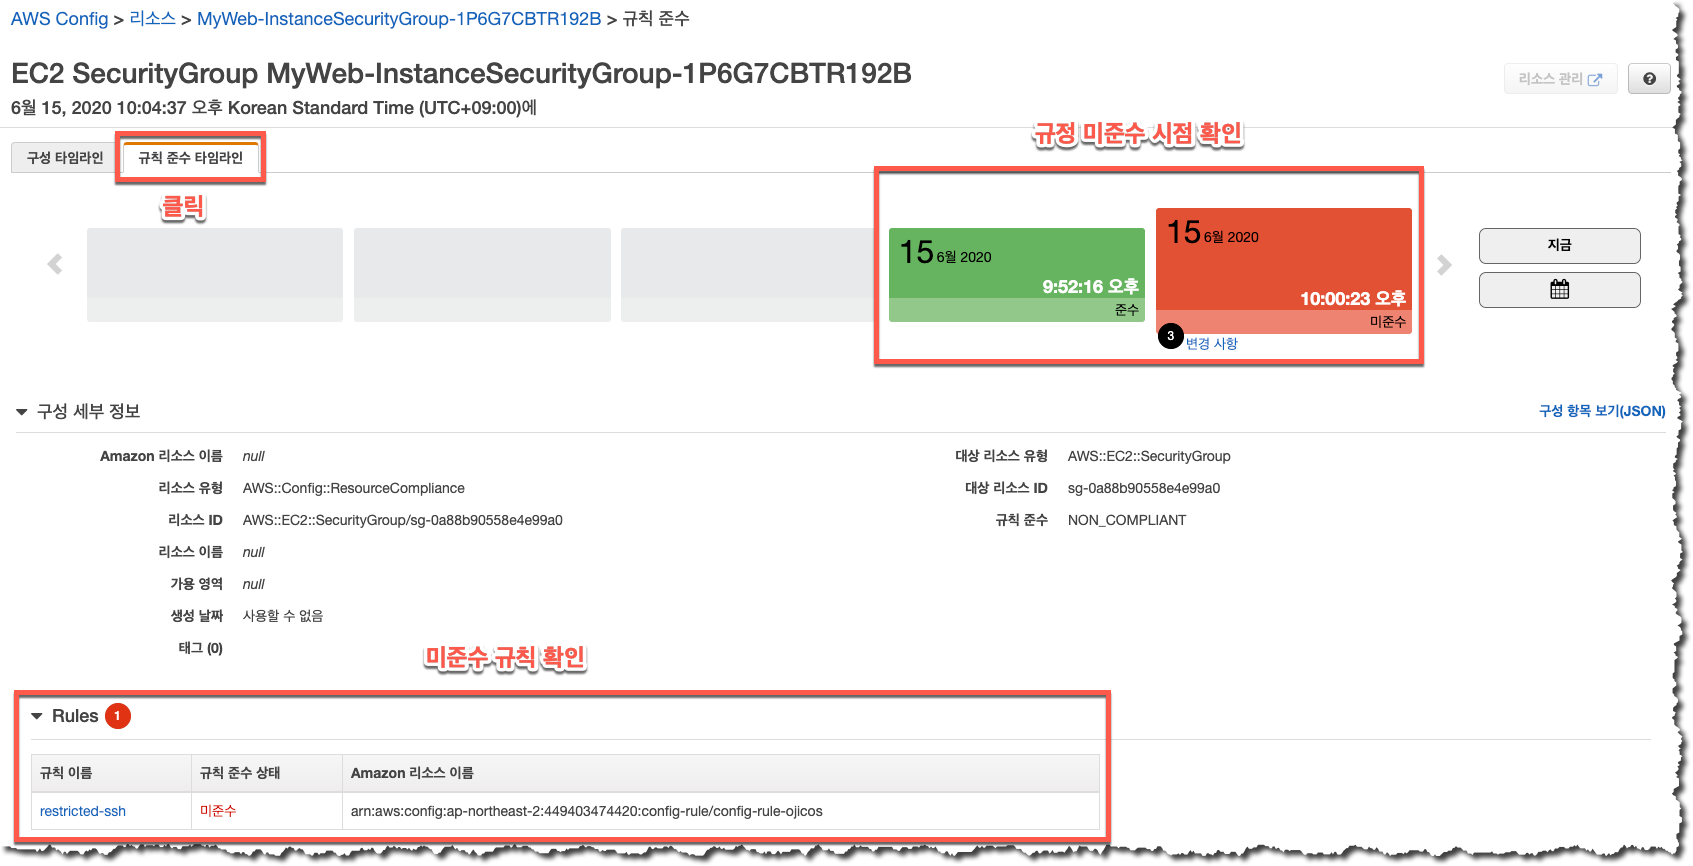 AWS Config > 리소스 > MyWeb-InstanceSecurityGroup-1P6G7CBTR192B > 규칙 준수
EC2 SecurityGroup MyWeb-InstanceSecurityGroup-1P6G7CBTR192B
리소스 관리
?
6월 15, 2020 10:04:37 오후 Korean Standard Time (UTC+09:00)에
규정 미준수 시점 확인
구성 타임라인
규칙 준수 타임라인
클릭
15 6월 2020
9:52:16 오후
준수
15 6월 2020
10:00:23 오후
미준수
3 변경 사항
지금
구성 세부 정보
구성 항목 보기(JSON)
Amazon 리소스 이름 null
리소스 유형 AWS::Config::ResourceCompliance
리소스 ID AWS::EC2::SecurityGroup/sg-0a88b90558e4e99a0
리소스 이름 null
가용 영역 null
생성 날짜 사용할 수 없음
태그 (0)
대상 리소스 유형 AWS::EC2::SecurityGroup
대상 리소스 ID sg-0a88b90558e4e99a0
규칙 준수 NON_COMPLIANT
미준수 규칙 확인
Rules 1
규칙 이름 규칙 준수 상태 Amazon 리소스 이름
restricted-ssh 미준수 arn:aws:config:ap-northeast-2:449403474420:config-rule/config-rule-ojicos